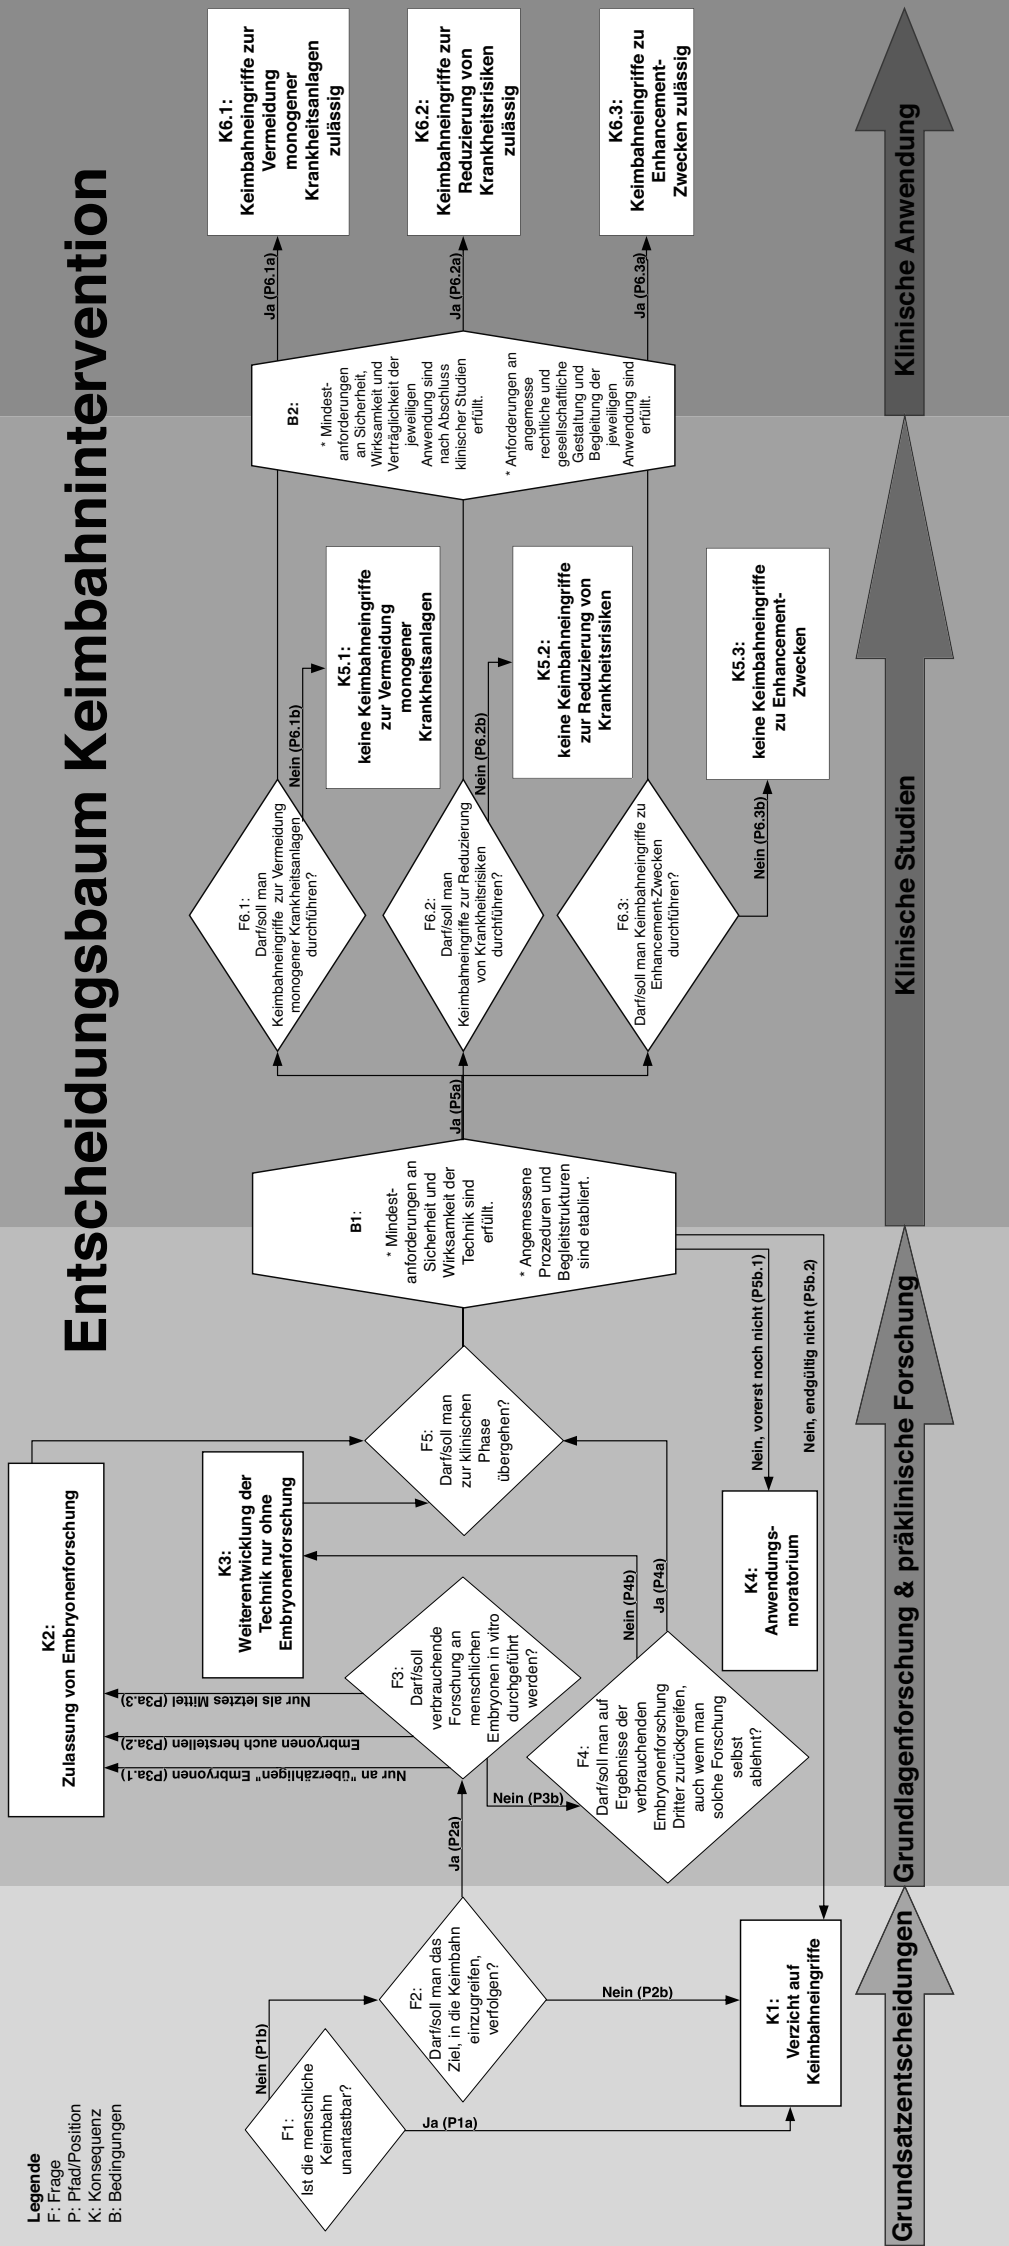 Entscheidungsbaum Keimbahnintervention
Legende
F: Frage
P: Pfad/Position
K: Konsequenz
B: Bedingungen
F1:
Ist die menschliche
Keimbahn
unantastbar?
Nein (P1b)
Ja (P1a)
F2:
Darf/soll man das
Ziel, in die Keimbahn
einzugreifen,
verfolgen?
Nein (P2b)
Ja (P2a)
K1:
Verzicht auf
Keimbahneingriffe
K2:
Zulassung von Embryonenforschung
Nur an "überzähligen" Embryonen (P3a.1)
Embryonen auch herstellen (P3a.2)
Nur als letztes Mittel (P3a.3)
F3:
Darf/soll
verbrauchende
Forschung an
menschlichen
Embryonen in vitro
durchgeführt
werden?
Nein (P3b)
F4:
Darf/soll man auf
Ergebnisse der
verbrauchenden
Embryonenforschung
Dritter zurückgreifen,
auch wenn man
solche Forschung
selbst
ablehnt?
Nein (P4b)
Ja (P4a)
K3:
Weiterentwicklung der
Technik nur ohne
Embryonenforschung
F5:
Darf/soll man
zur klinischen
Phase
übergehen?
K4:
Anwendungs-
moratorium
Nein, vorerst noch nicht (P5b.1)
Nein, endgültig nicht (P5b.2)
B1:
* Mindest-
anforderungen an
Sicherheit und
Wirksamkeit der
Technik sind
erfüllt.
* Angemessene
Prozeduren und
Begleitstrukturen
sind etabliert.
Ja (P5a)
F6.1:
Darf/soll man
Keimbahneingriffe zur Vermeidung
monogener Krankheitsanlagen
durchführen?
Nein (P6.1b)
K5.1:
keine Keimbahneingriffe
zur Vermeidung
monogener
Krankheitsanlagen
F6.2:
Darf/soll man
Keimbahneingriffe zur Reduzierung
von Krankheitsrisiken
durchführen?
Nein (P6.2b)
K5.2:
keine Keimbahneingriffe
zur Reduzierung von
Krankheitsrisiken
F6.3:
Darf/soll man Keimbahneingriffe zu
Enhancement-Zwecken
durchführen?
Nein (P6.3b)
K5.3:
keine Keimbahneingriffe
zu Enhancement-
Zwecken
B2:
* Mindest-
anforderungen
an Sicherheit,
Wirksamkeit und
Verträglichkeit der
jeweiligen
Anwendung sind
nach Abschluss
klinischer Studien
erfüllt.
* Anforderungen an
angemesse
rechtliche und
gesellschaftliche
Gestaltung und
Begleitung der
jeweiligen
Anwendung sind
erfüllt.
Ja (P6.1a)
K6.1:
Keimbahneingriffe zur
Vermeidung
monogener
Krankheitsanlagen
zulässig
Ja (P6.2a)
K6.2:
Keimbahneingriffe zur
Reduzierung von
Krankheitsrisiken
zulässig
Ja (P6.3a)
K6.3:
Keimbahneingriffe zu
Enhancement-
Zwecken zulässig
Grundsatzentscheidungen
Grundlagenforschung & präklinische Forschung
Klinische Studien
Klinische Anwendung